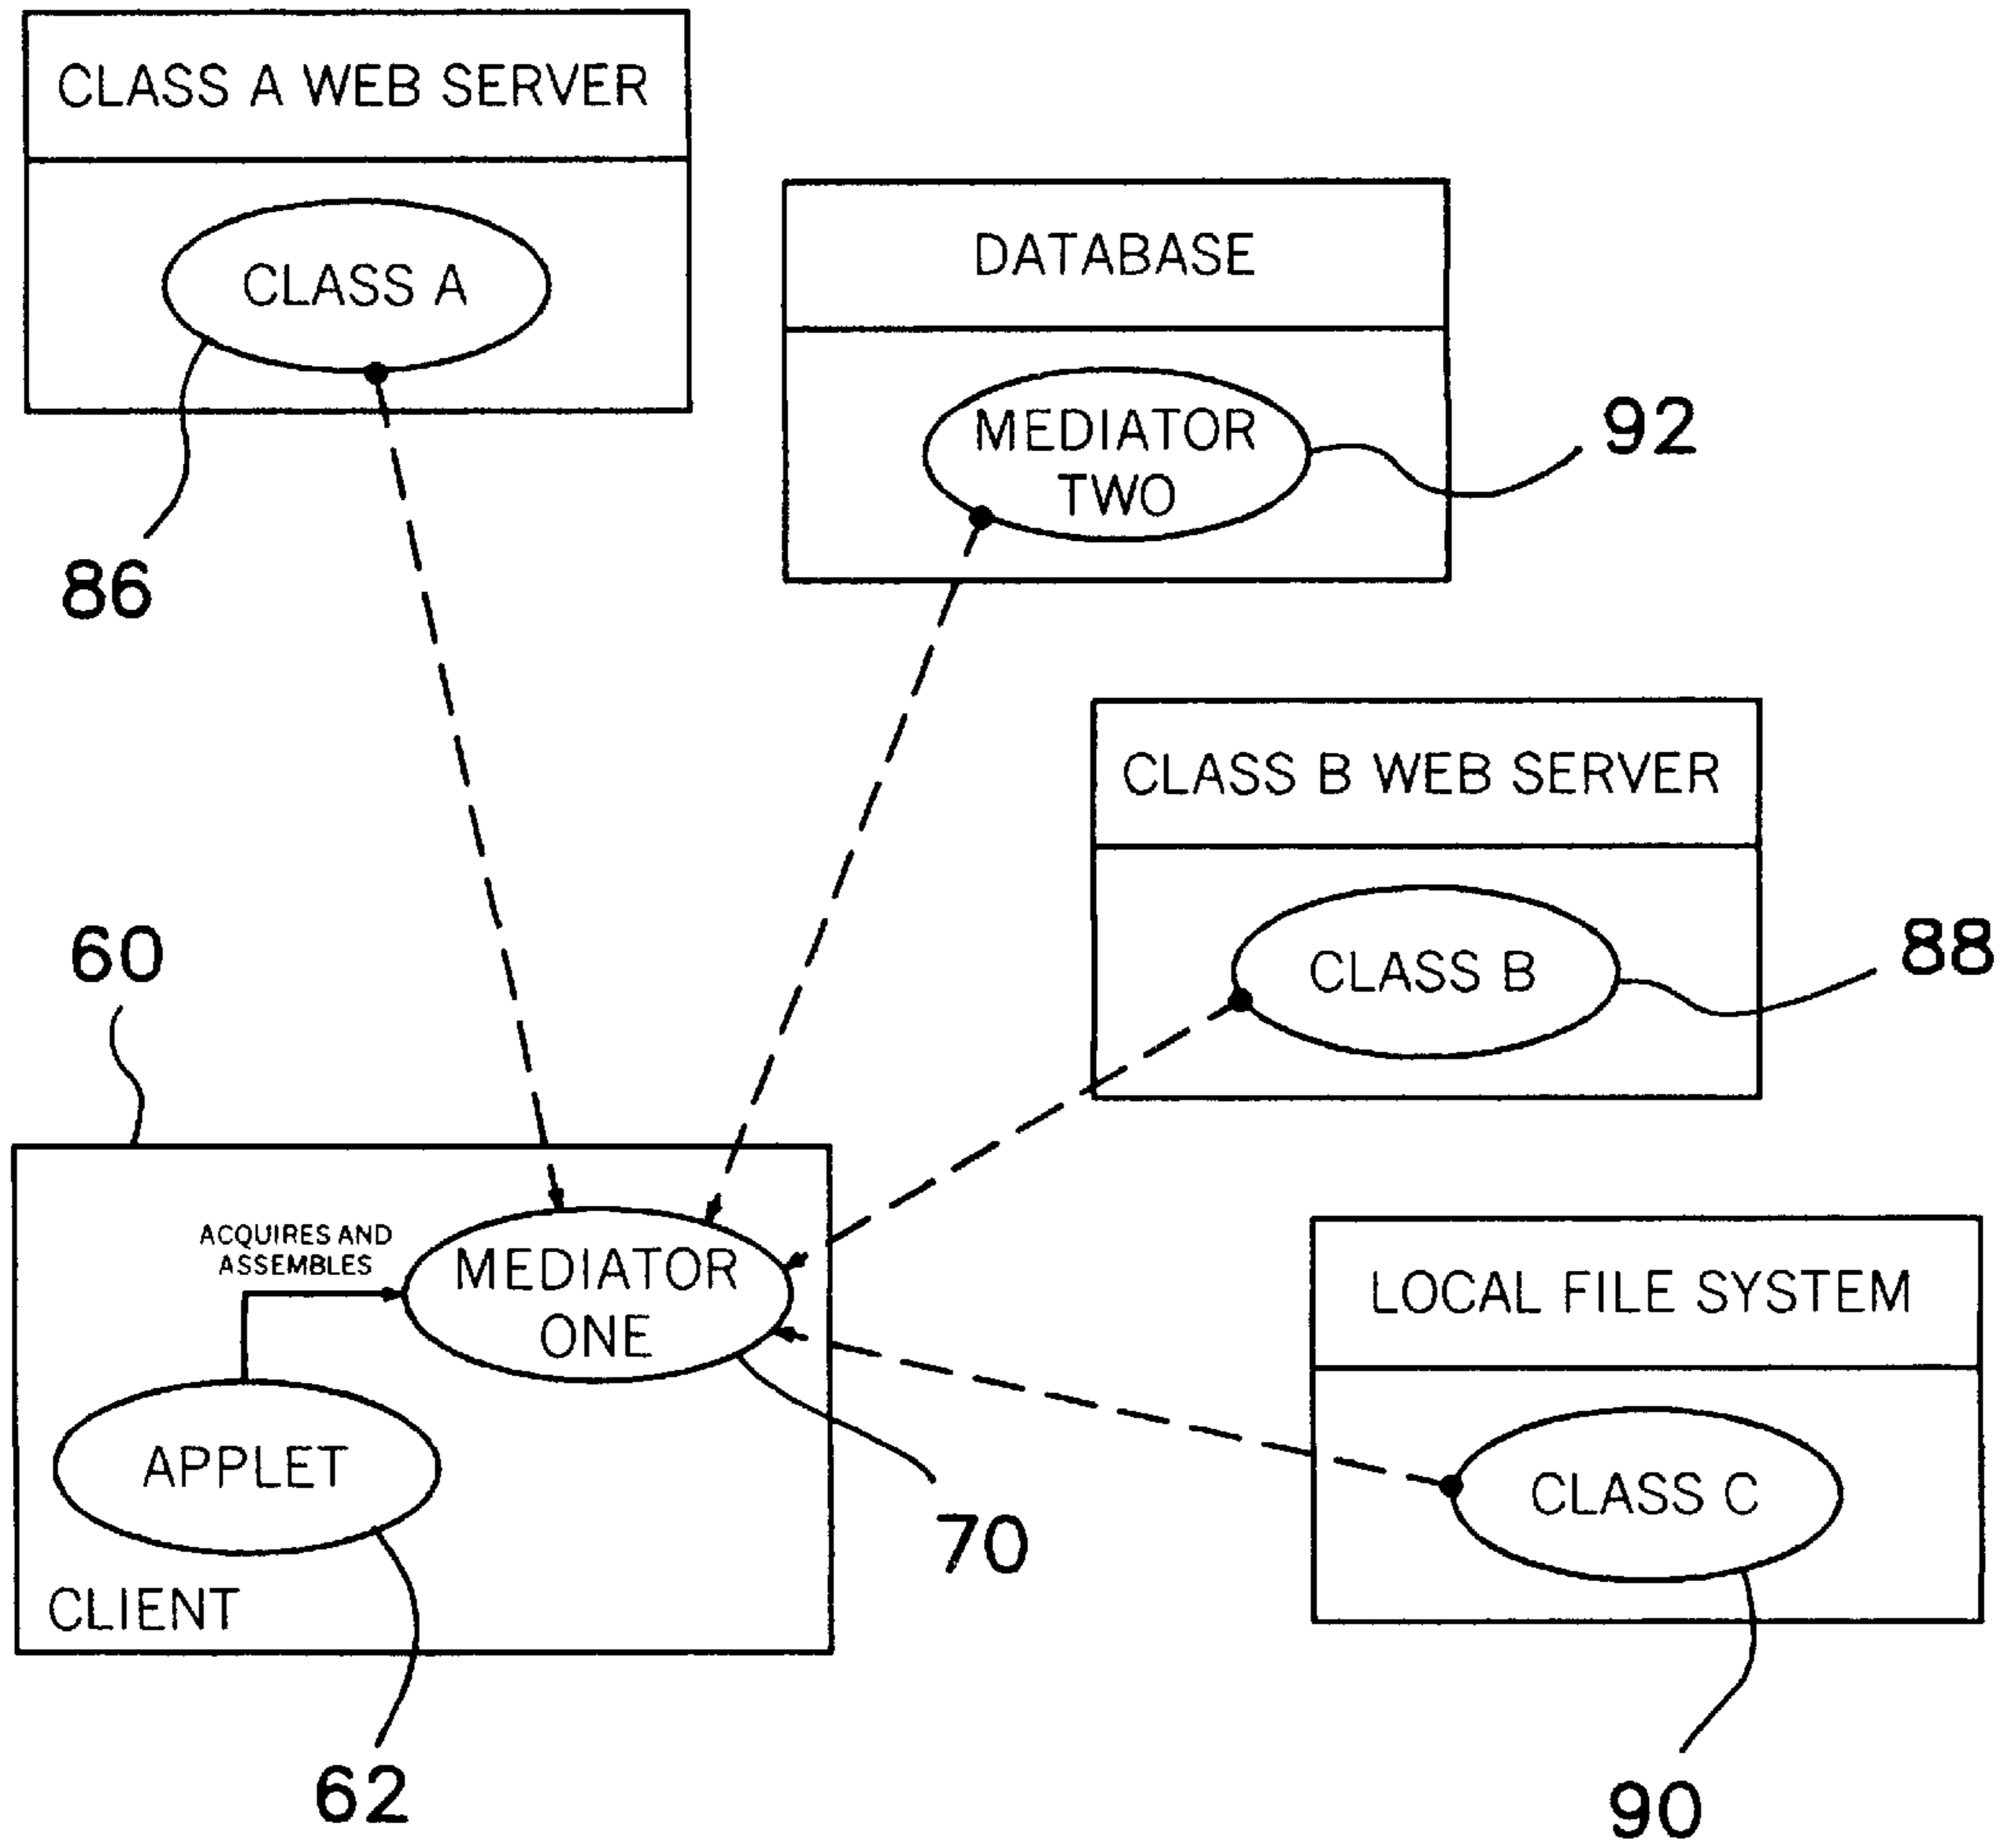 CLASS A WEB SERVER
CLASS A
86
DATABASE
MEDIATOR
TWO
92
CLASS B WEB SERVER
CLASS B
88
60
ACQUIRES AND
ASSEMBLES
MEDIATOR
ONE
APPLET
CLIENT
70
62
LOCAL FILE SYSTEM
CLASS C
90